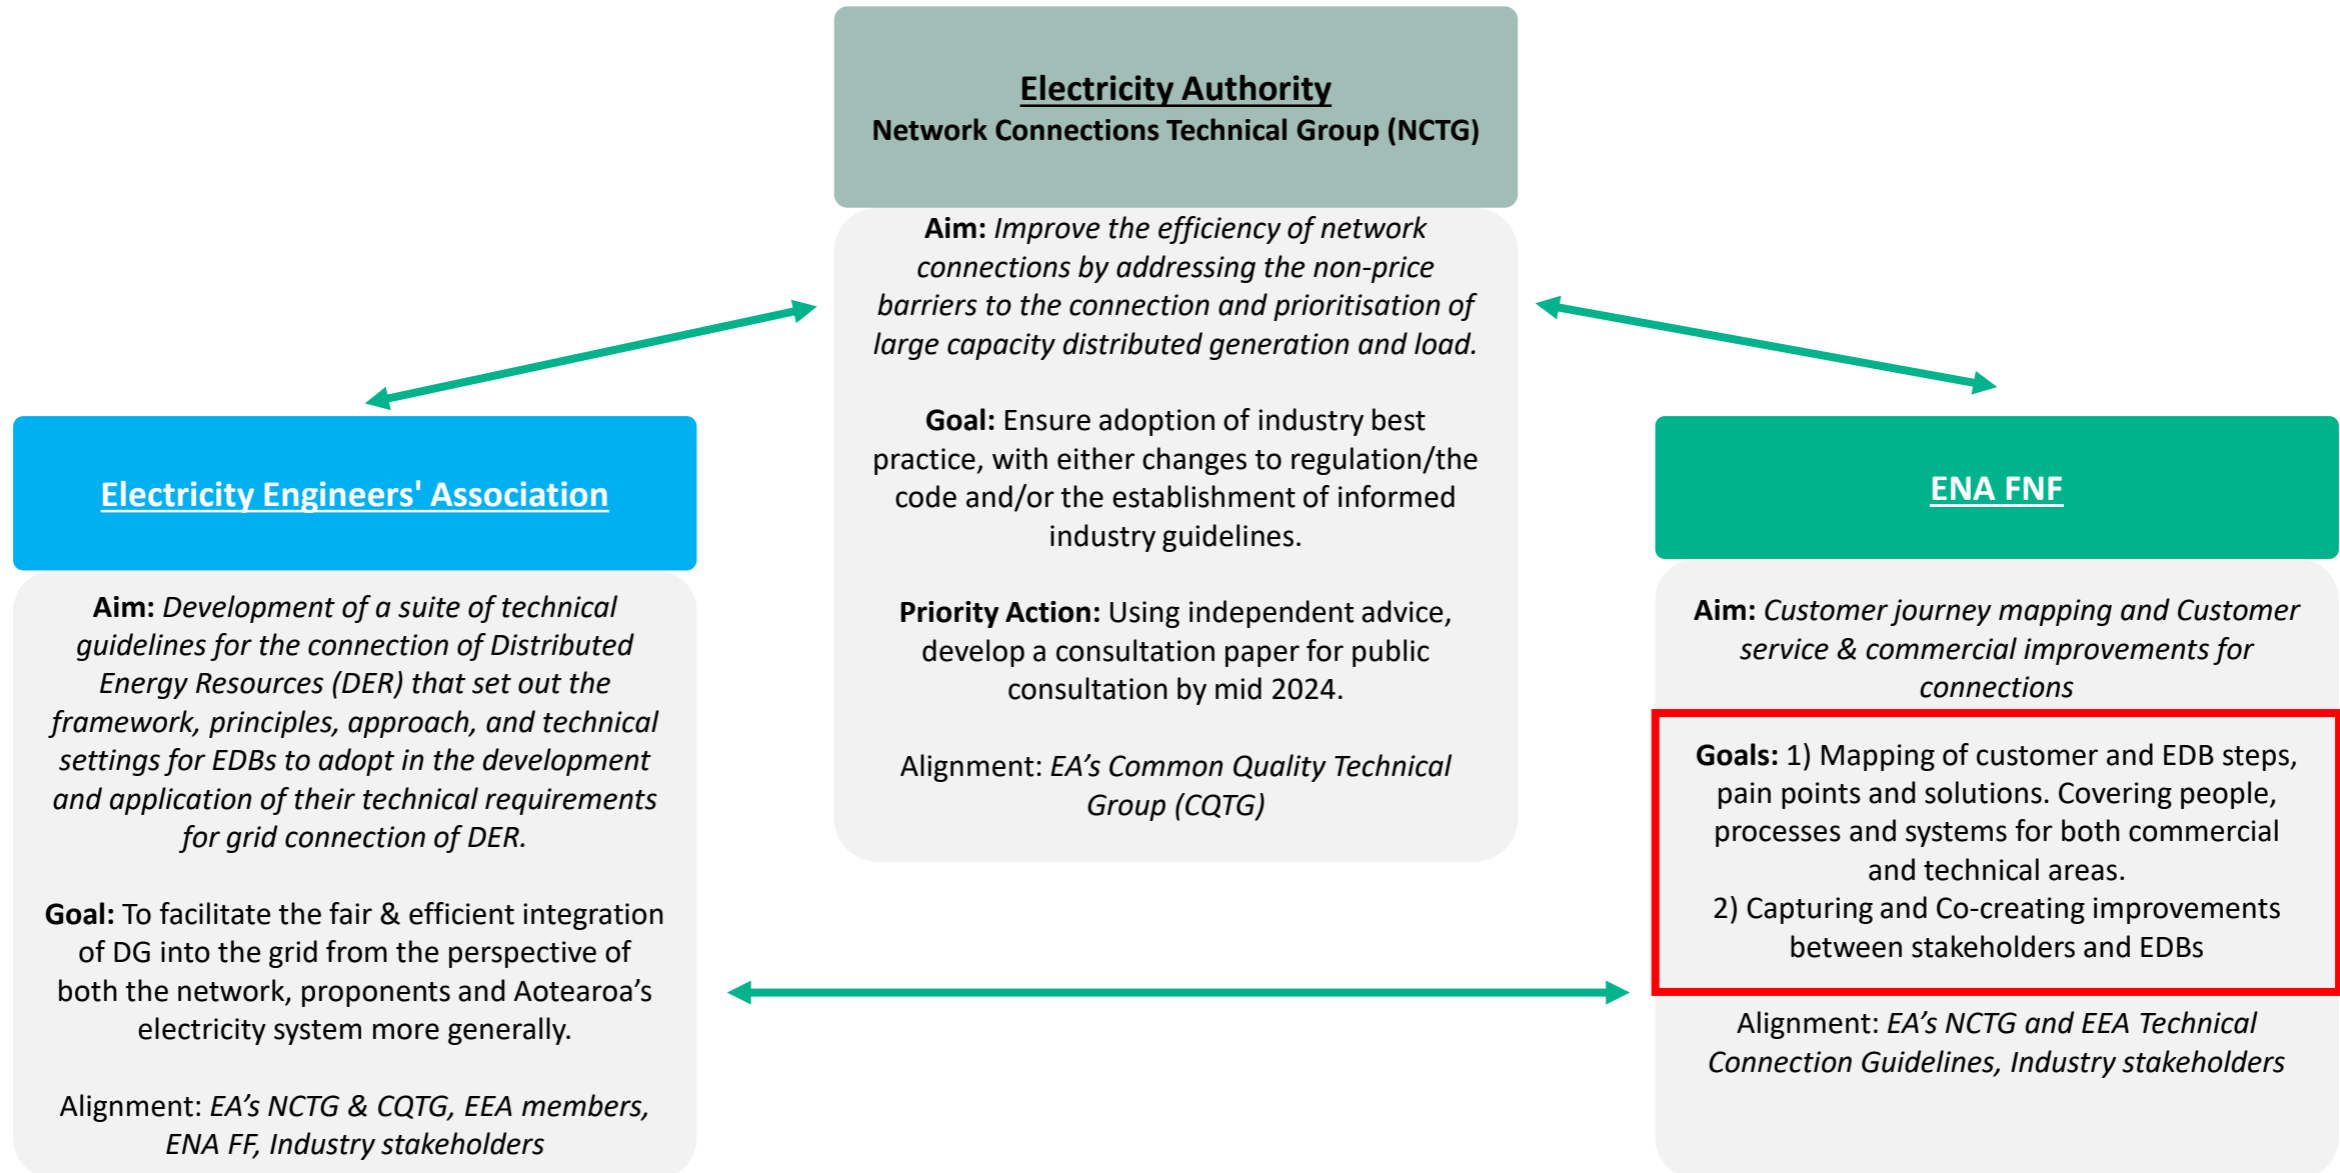 Electricity Authority
Network Connections Technical Group (NCTG)
Aim: Improve the efficiency of network
connections by addressing the non-price
barriers to the connection and prioritisation of
large capacity distributed generation and load.
Goal: Ensure adoption of industry best
practice, with either changes to regulation/the
code and/or the establishment of informed
industry guidelines.
Priority Action: Using independent advice,
develop a consultation paper for public
consultation by mid 2024.
Alignment: EA’s Common Quality Technical
Group (CQTG)
Electricity Engineers' Association
Aim: Development of a suite of technical
guidelines for the connection of Distributed
Energy Resources (DER) that set out the
framework, principles, approach, and technical
settings for EDBs to adopt in the development
and application of their technical requirements
for grid connection of DER.
Goal: To facilitate the fair & efficient integration
of DG into the grid from the perspective of
both the network, proponents and Aotearoa’s
electricity system more generally.
Alignment: EA’s NCTG & CQTG, EEA members,
ENA FF, Industry stakeholders
ENA FNF
Aim: Customer journey mapping and Customer
service & commercial improvements for
connections
Goals: 1) Mapping of customer and EDB steps,
pain points and solutions. Covering people,
processes and systems for both commercial
and technical areas.
2) Capturing and Co-creating improvements
between stakeholders and EDBs
Alignment: EA’s NCTG and EEA Technical
Connection Guidelines, Industry stakeholders